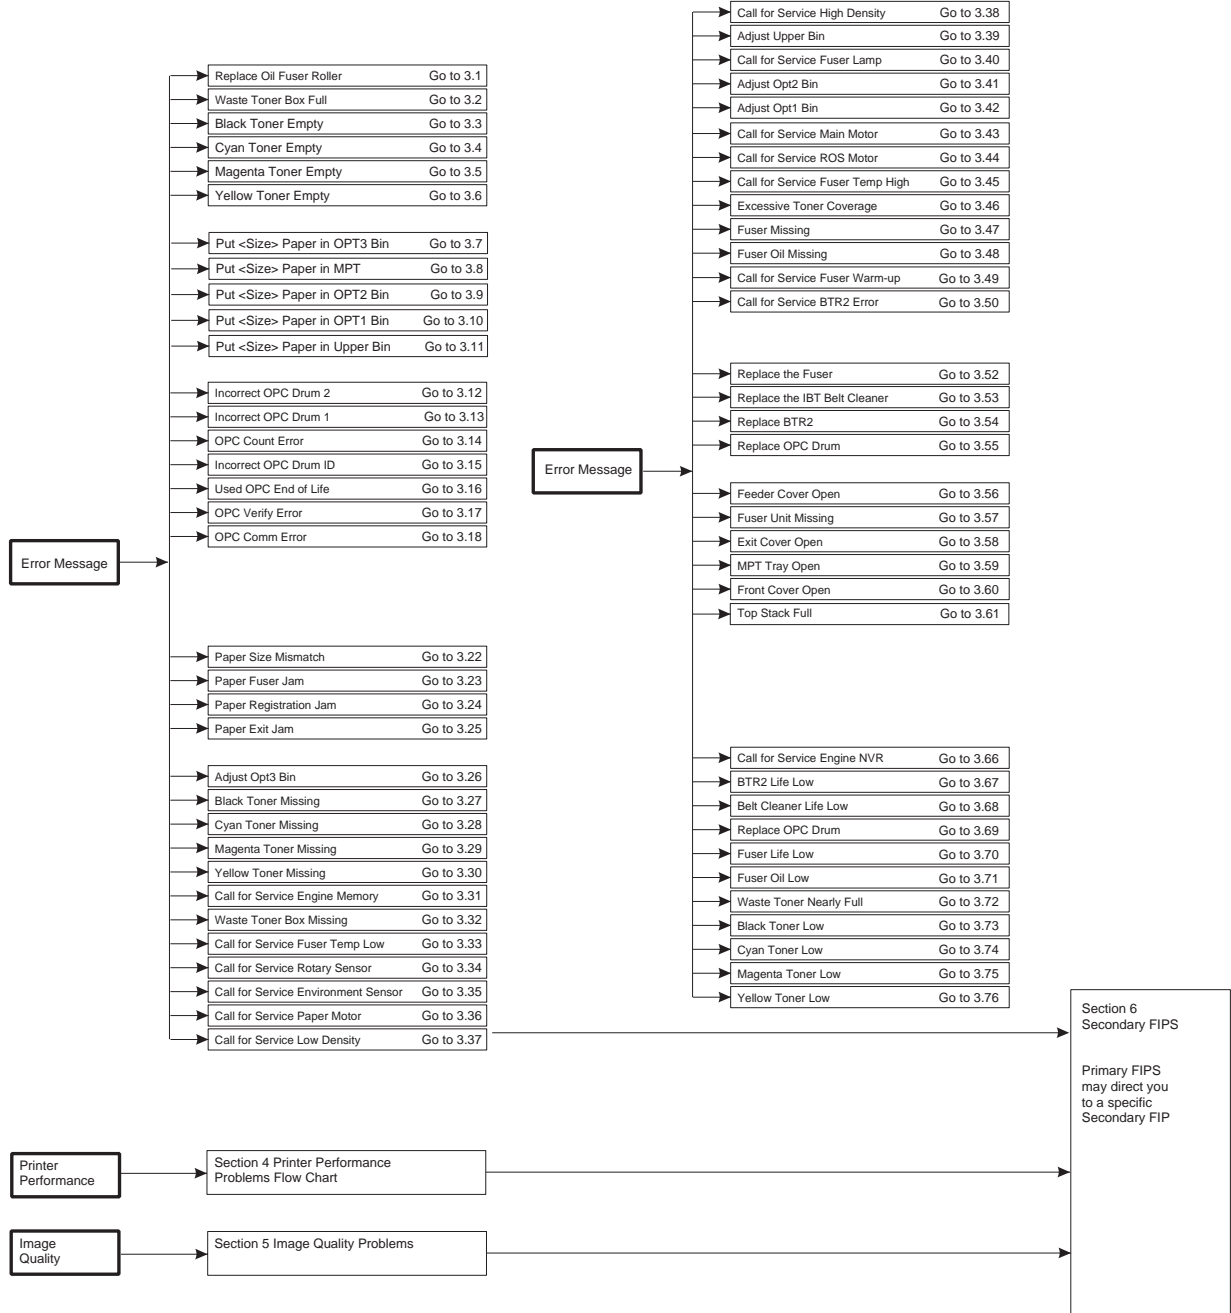 Replace Oil Fuser Roller Go to 3.1
Waste Toner Box Full Go to 3.2
Black Toner Empty Go to 3.3
Cyan Toner Empty Go to 3.4
Magenta Toner Empty Go to 3.5
Yellow Toner Empty Go to 3.6
Put <Size> Paper in OPT3 Bin Go to 3.7
Put <Size> Paper in MPT Go to 3.8
Put <Size> Paper in OPT2 Bin Go to 3.9
Put <Size> Paper in OPT1 Bin Go to 3.10
Put <Size> Paper in Upper Bin Go to 3.11
Incorrect OPC Drum 2 Go to 3.12
Incorrect OPC Drum 1 Go to 3.13
OPC Count Error Go to 3.14
Incorrect OPC Drum ID Go to 3.15
Used OPC End of Life Go to 3.16
OPC Verify Error Go to 3.17
OPC Comm Error Go to 3.18
Error Message
Paper Size Mismatch Go to 3.22
Paper Fuser Jam Go to 3.23
Paper Registration Jam Go to 3.24
Paper Exit Jam Go to 3.25
Adjust Opt3 Bin Go to 3.26
Black Toner Missing Go to 3.27
Cyan Toner Missing Go to 3.28
Magenta Toner Missing Go to 3.29
Yellow Toner Missing Go to 3.30
Call for Service Engine Memory Go to 3.31
Waste Toner Box Missing Go to 3.32
Call for Service Fuser Temp Low Go to 3.33
Call for Service Rotary Sensor Go to 3.34
Call for Service Environment Sensor Go to 3.35
Call for Service Paper Motor Go to 3.36
Call for Service Low Density Go to 3.37
Call for Service High Density Go to 3.38
Adjust Upper Bin Go to 3.39
Call for Service Fuser Lamp Go to 3.40
Adjust Opt2 Bin Go to 3.41
Adjust Opt1 Bin Go to 3.42
Call for Service Main Motor Go to 3.43
Call for Service ROS Motor Go to 3.44
Call for Service Fuser Temp High Go to 3.45
Excessive Toner Coverage Go to 3.46
Fuser Missing Go to 3.47
Fuser Oil Missing Go to 3.48
Call for Service Fuser Warm-up Go to 3.49
Call for Service BTR2 Error Go to 3.50
Replace the Fuser Go to 3.52
Replace the IBT Belt Cleaner Go to 3.53
Replace BTR2 Go to 3.54
Replace OPC Drum Go to 3.55
Error Message
Feeder Cover Open Go to 3.56
Fuser Unit Missing Go to 3.57
Exit Cover Open Go to 3.58
MPT Tray Open Go to 3.59
Front Cover Open Go to 3.60
Top Stack Full Go to 3.61
Call for Service Engine NVR Go to 3.66
BTR2 Life Low Go to 3.67
Belt Cleaner Life Low Go to 3.68
Replace OPC Drum Go to 3.69
Fuser Life Low Go to 3.70
Fuser Oil Low Go to 3.71
Waste Toner Nearly Full Go to 3.72
Black Toner Low Go to 3.73
Cyan Toner Low Go to 3.74
Magenta Toner Low Go to 3.75
Yellow Toner Low Go to 3.76
Section 6
Secondary FIPS
Primary FIPS
may direct you
to a specific
Secondary FIP
Printer
Performance
Section 4 Printer Performance
Problems Flow Chart
Image
Quality
Section 5 Image Quality Problems